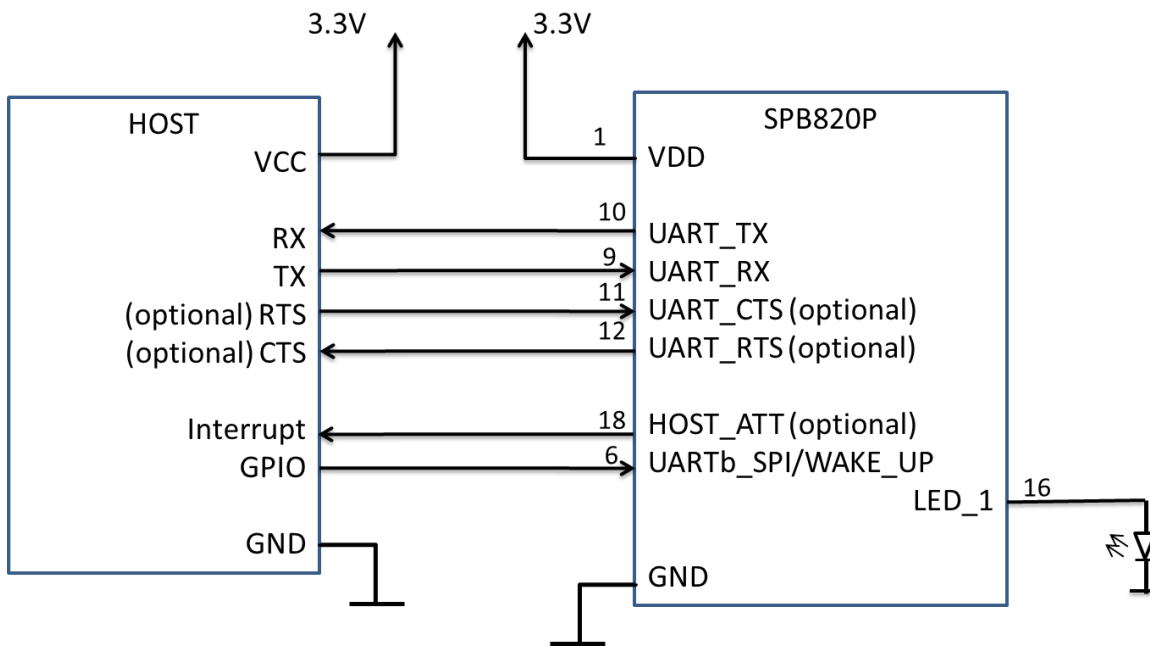 3.3V
3.3V
HOST
SPB820P
VCC
1
VDD
RX
10
UART_TX
TX
9
UART_RX
(optional) RTS
11
UART_CTS (optional)
(optional) CTS
12
UART_RTS (optional)
Interrupt
18
HOST_ATT (optional)
GPIO
6
UARTb_SPI/WAKE_UP
LED_1
16
GND
GND